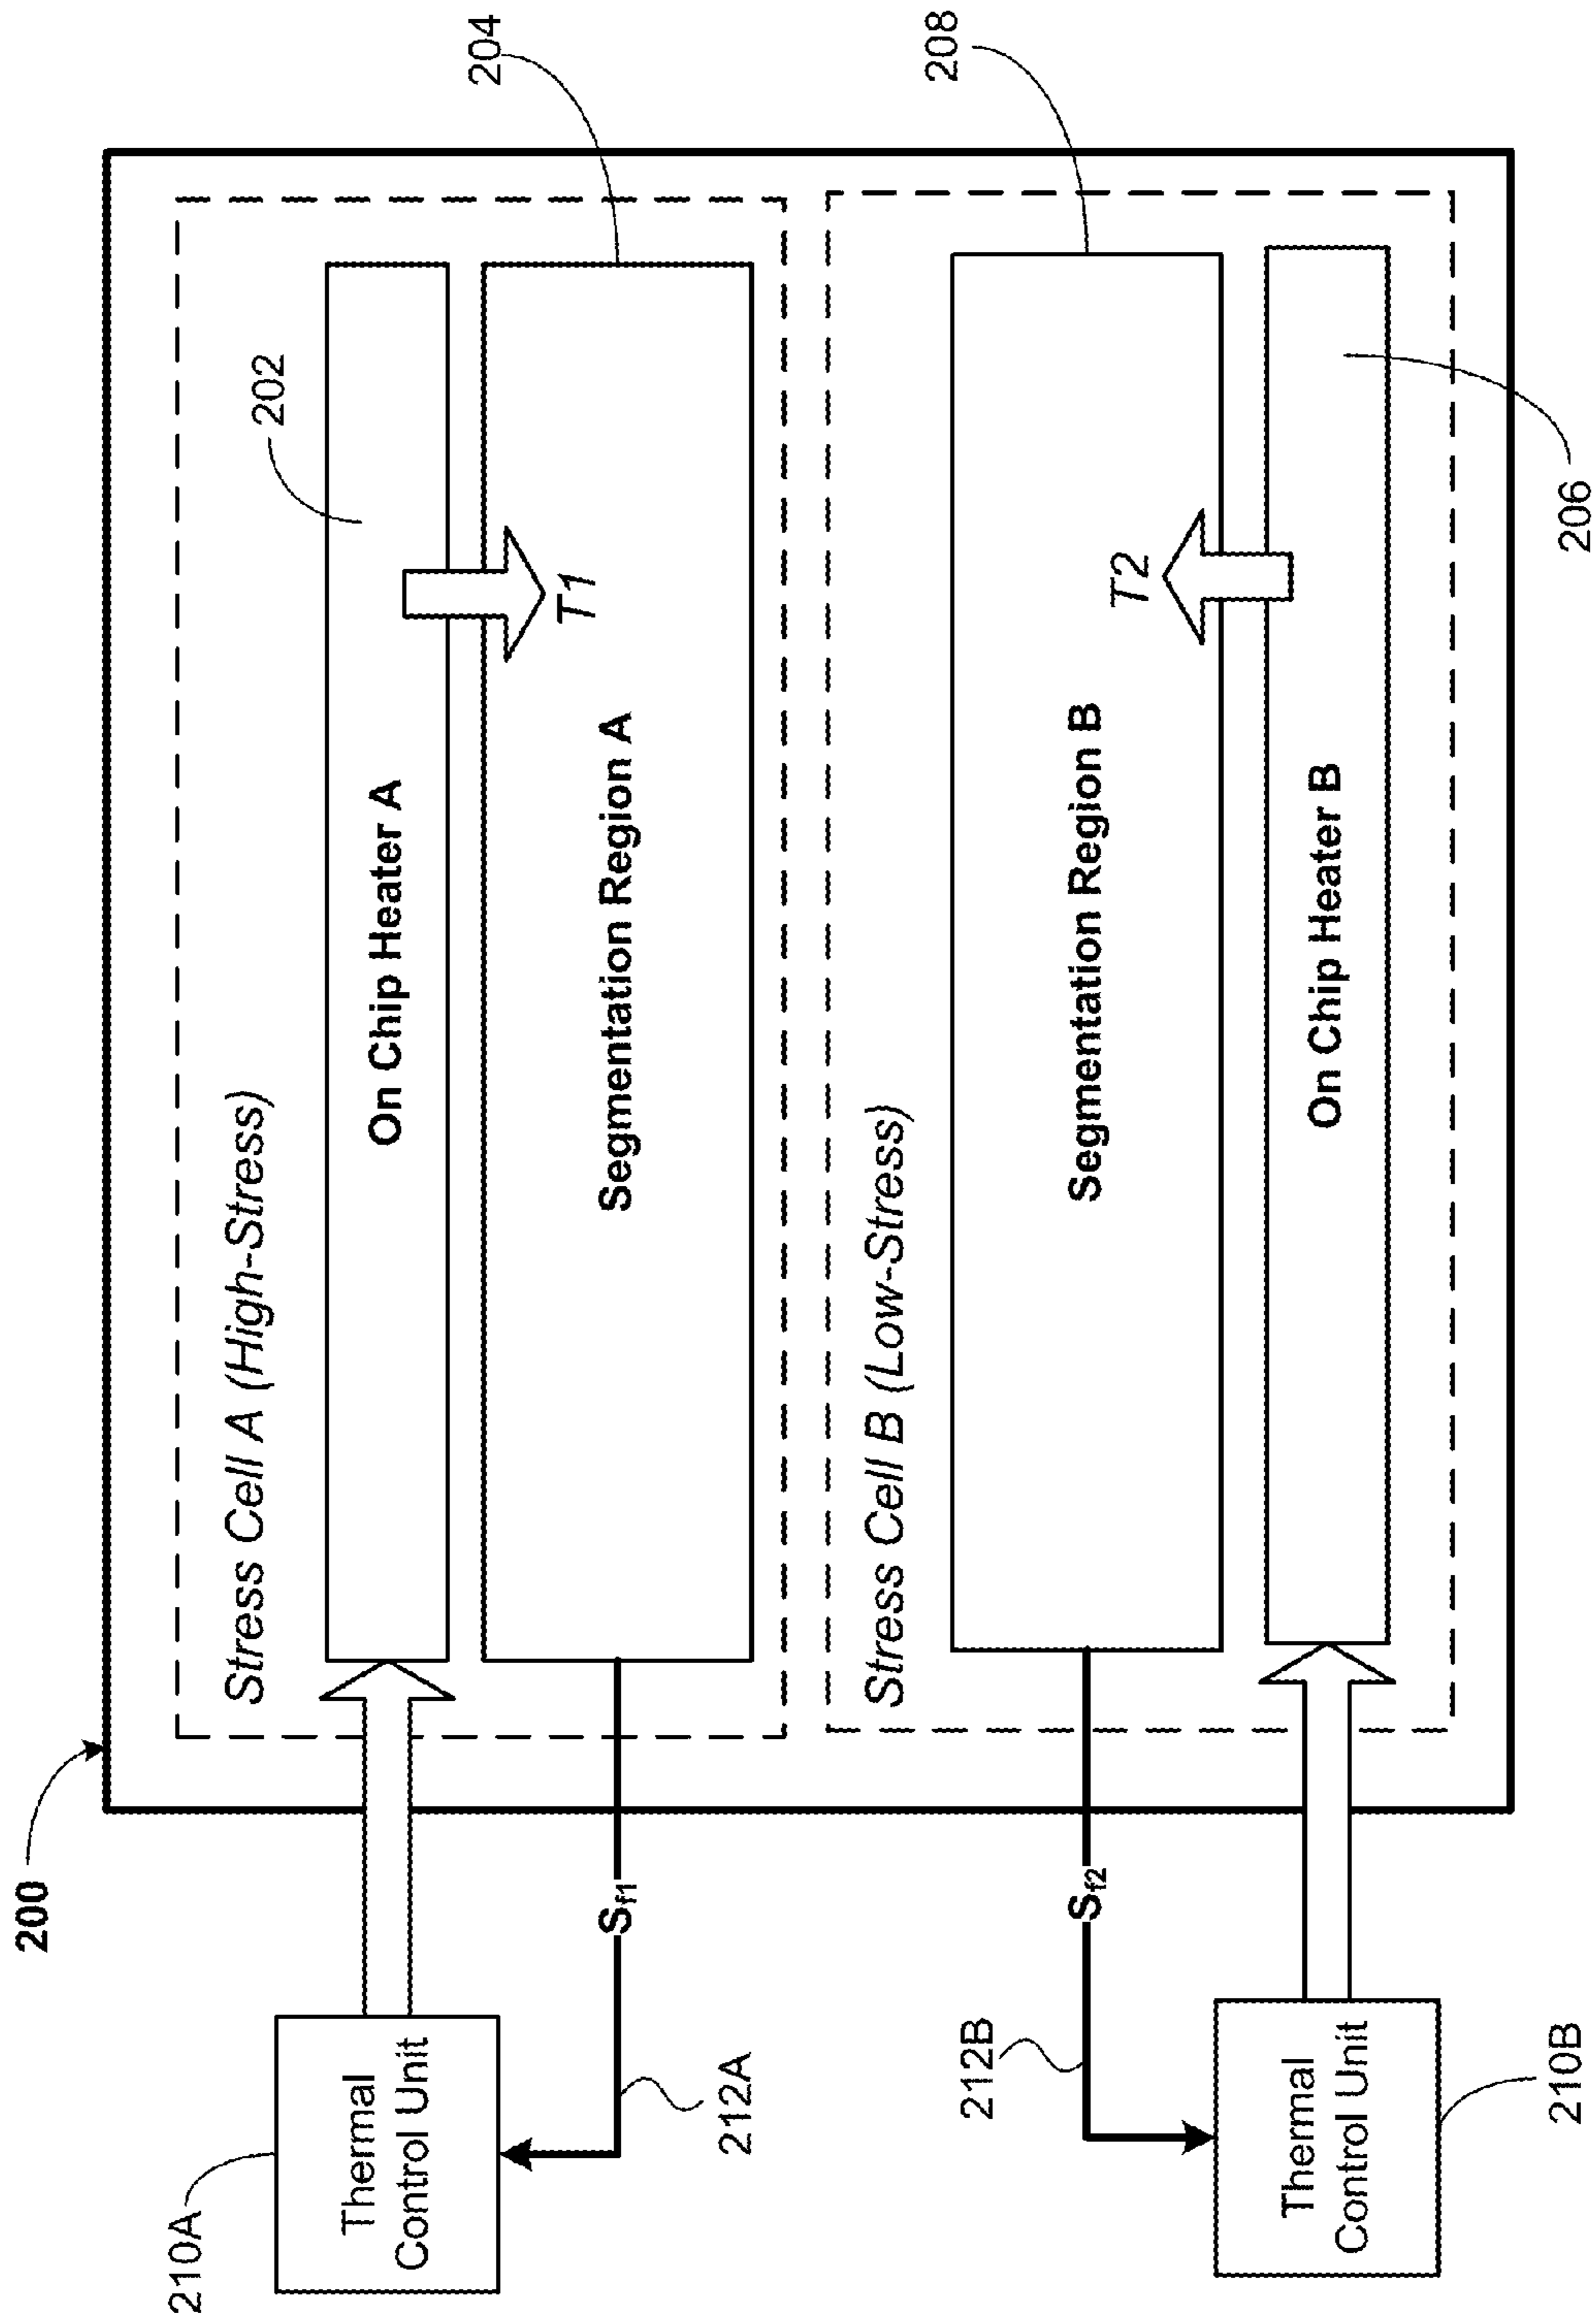 200
Stress Cell A (High-Stress)
202
On Chip Heater A
T1
204
Segmentation Region A
210A
Thermal
Control Unit
Sf1
212A
Stress Cell B (Low-Stress)
208
Segmentation Region B
T2
On Chip Heater B
206
212B
Sf2
Thermal
Control Unit
210B